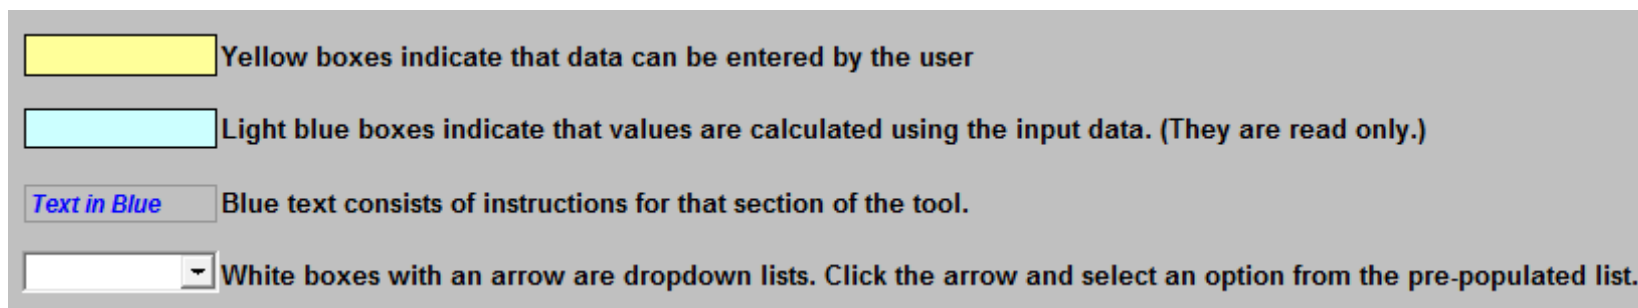 Yellow boxes indicate that data can be entered by the user
Light blue boxes indicate that values are calculated using the input data. (They are read only.)
Text in Blue Blue text consists of instructions for that section of the tool.
White boxes with an arrow are dropdown lists. Click the arrow and select an option from the pre-populated list.